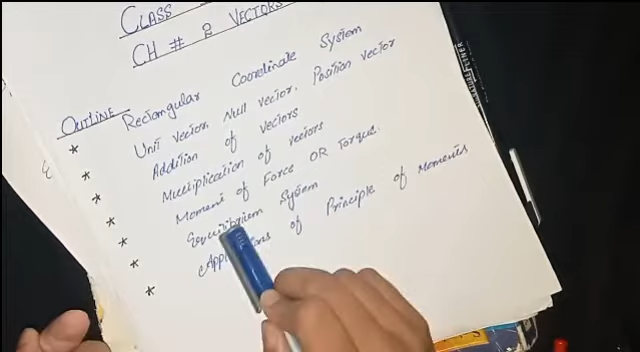 CLASS
CH # 2 VECTORS
OUTLINE
* Rectangular Coordinate System
* Unit vector, Null vector, Position vector
* Addition of vectors
* Multiplication of vectors
* Moment of Force OR Torque.
* Equilibrium System
* Applications of Principle of Moments